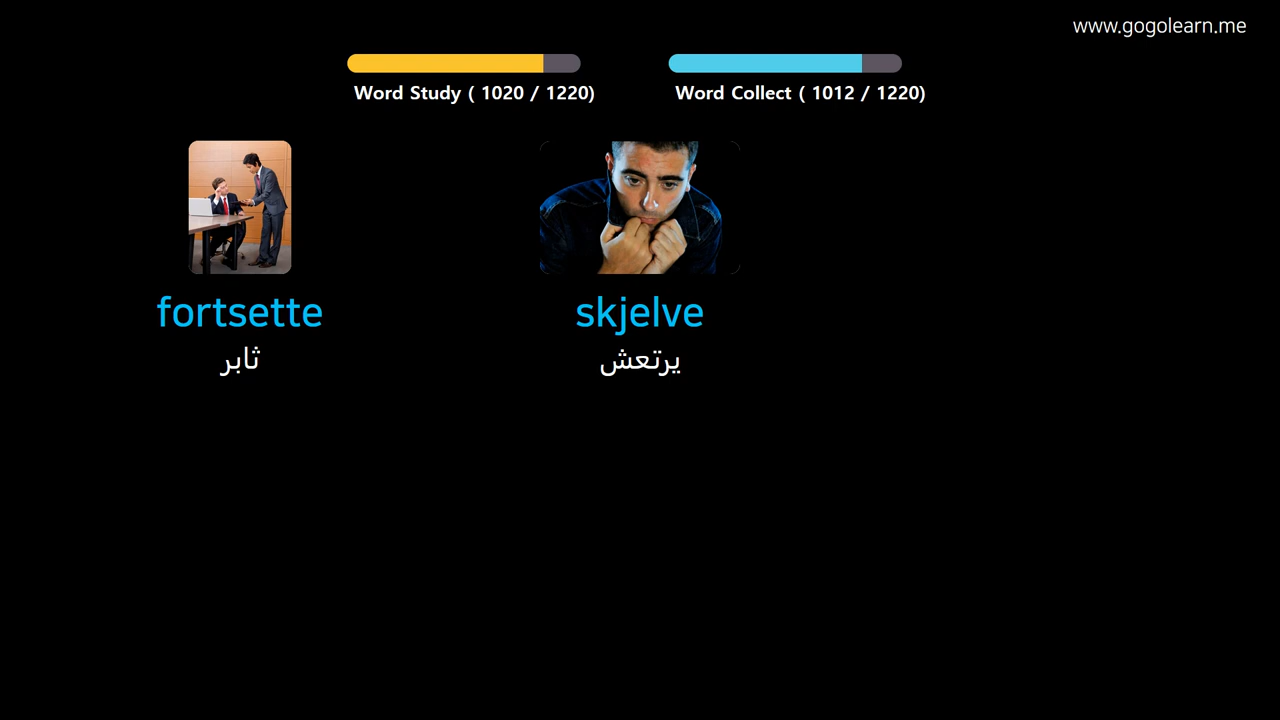 www.gogolearn.me
Word Study ( 1020 / 1220)
Word Collect ( 1012 / 1220)
fortsette
ثابر
skjelve
يرتعش